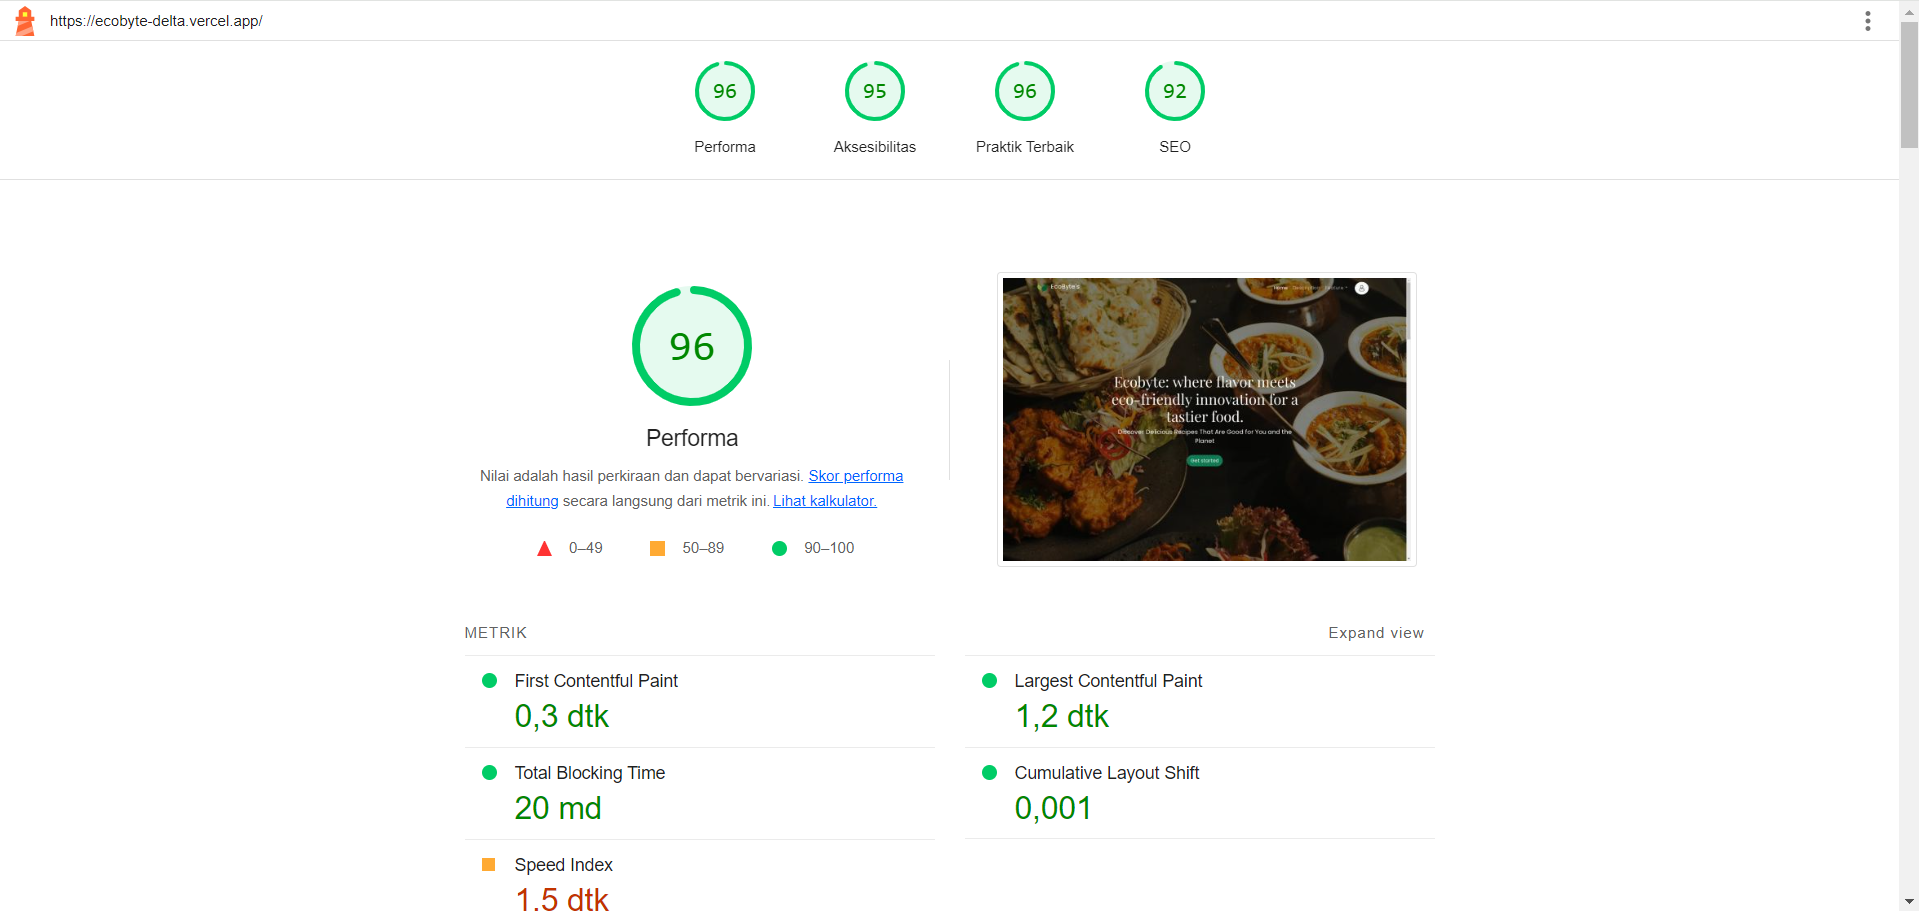 https://ecobyte-delta.vercel.app/
96
95
96
92
Performa
Aksesibilitas
Praktik Terbaik
SEO
96
Performa
Nilai adalah hasil perkiraan dan dapat bervariasi. Skor performa
dihitung secara langsung dari metrik ini. Lihat kalkulator.
0–49
50–89
90–100
EcoByte's
Home
Ecobyte: where flavor meets
eco-friendly innovation for a
tastier food.
Discover Delicious Recipes That Are Good for You and the
Planet
Get started
METRIK
Expand view
First Contentful Paint
0,3 dtk
Largest Contentful Paint
1,2 dtk
Total Blocking Time
20 md
Cumulative Layout Shift
0,001
Speed Index
1.5 dtk